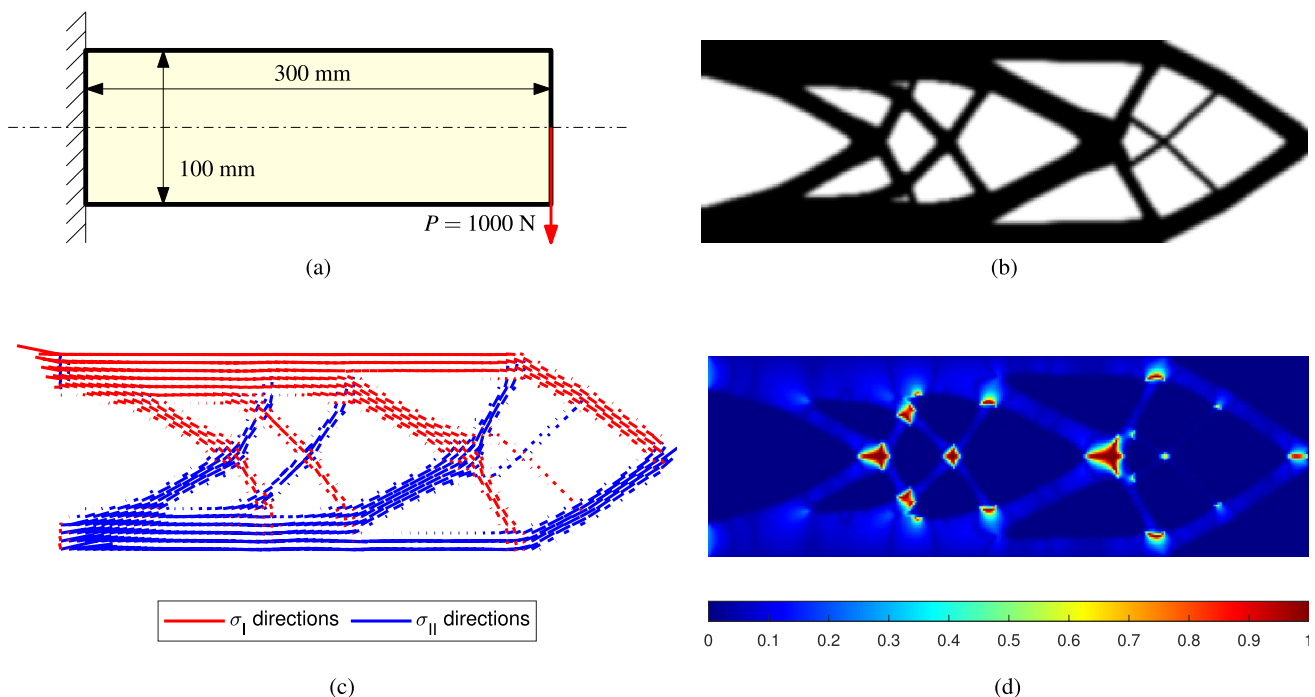 300 mm
100 mm
P = 1000 N
(a)
(b)
σI directions
σII directions
0 0.1 0.2 0.3 0.4 0.5 0.6 0.7 0.8 0.9 1
(c)
(d)